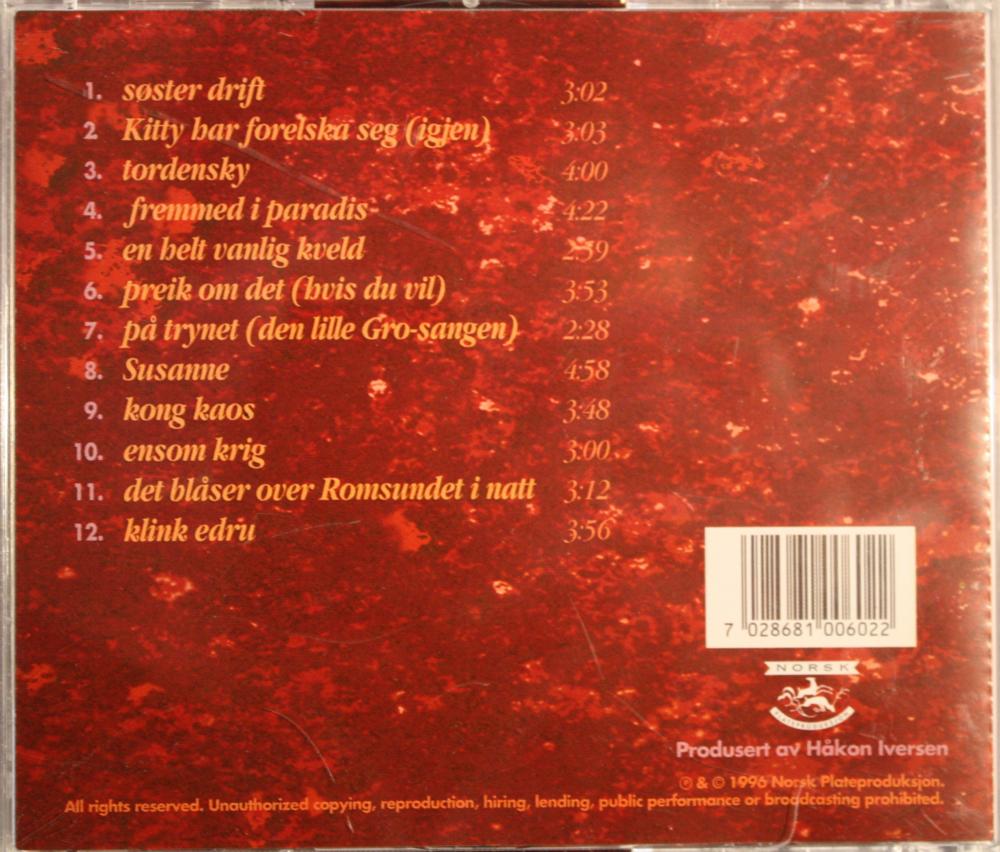 1. søster drift 3:02
2 Kitty har forelska seg (igjen) 3:03
3. tordensky 4:00
4. fremmed i paradis 4:22
5. en helt vanlig kveld 2:59
6. preik om det (hvis du vil) 3:53
7. på trynet (den lille Gro-sangen) 2:28
8. Susanne 4:58
9. kong kaos 3:48
10. ensom krig 3:00
11. det blåser over Romsundet i natt 3:12
12. klink edru 3:56
7 028681 006022
NORSK
PLATEPRODUKSJON
Produsert av Håkon Iversen
℗ & © 1996 Norsk Plateproduksjon.
All rights reserved. Unauthorized copying, reproduction, hiring, lending, public performance or broadcasting prohibited.